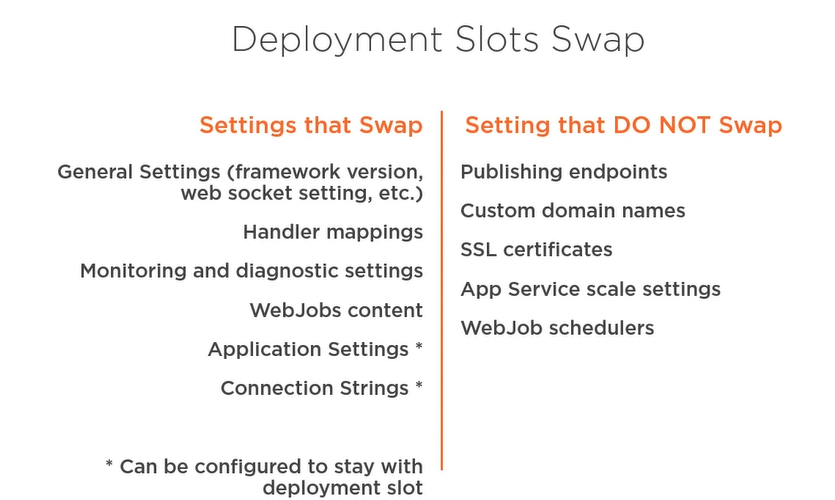 Deployment Slots Swap
Settings that Swap
General Settings (framework version,
web socket setting, etc.)
Handler mappings
Monitoring and diagnostic settings
WebJobs content
Application Settings *
Connection Strings *
* Can be configured to stay with
deployment slot
Setting that DO NOT Swap
Publishing endpoints
Custom domain names
SSL certificates
App Service scale settings
WebJob schedulers